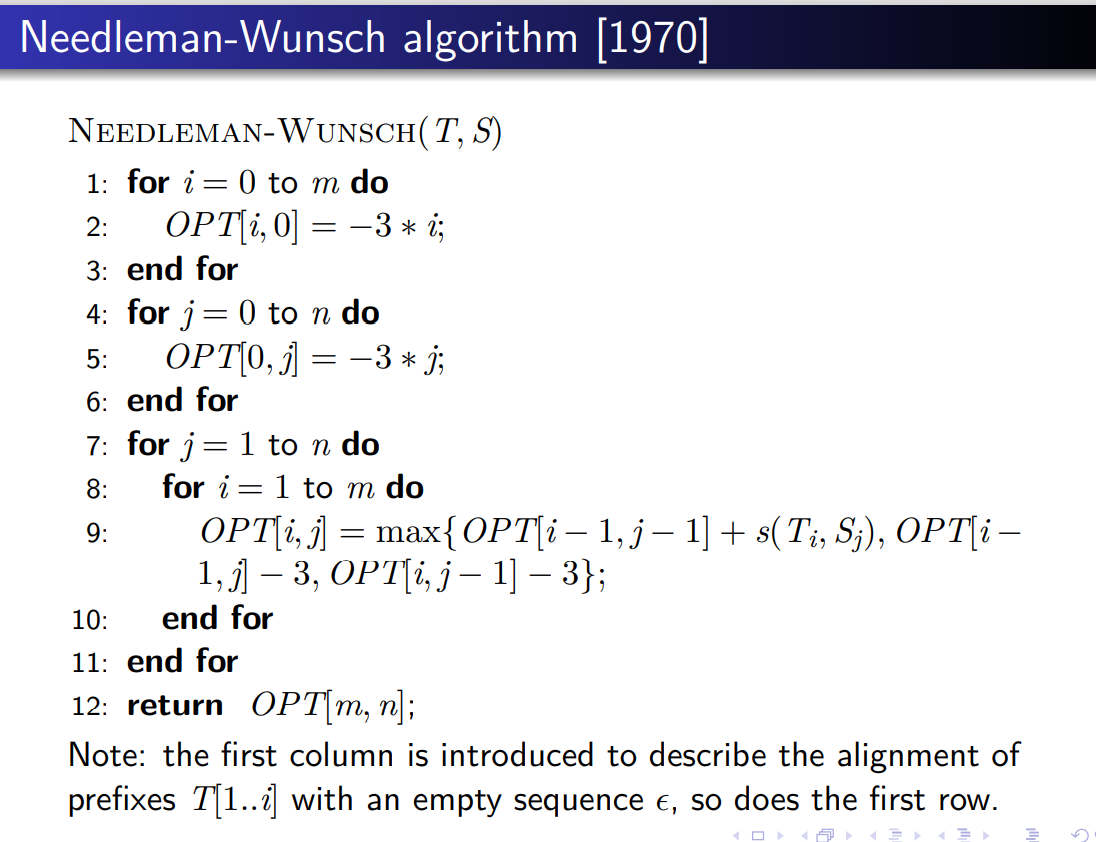 Needleman-Wunsch algorithm [1970]
NEEDLEMAN-WUNSCH(T, S)
1: for i = 0 to m do
2: OPT[i, 0] = −3 ∗ i;
3: end for
4: for j = 0 to n do
5: OPT[0, j] = −3 ∗ j;
6: end for
7: for j = 1 to n do
8: for i = 1 to m do
9: OPT[i, j] = max{OPT[i − 1, j − 1] + s(Ti, Sj), OPT[i −
1, j] − 3, OPT[i, j − 1] − 3};
10: end for
11: end for
12: return OPT[m, n];
Note: the first column is introduced to describe the alignment of
prefixes T[1..i] with an empty sequence ϵ, so does the first row.